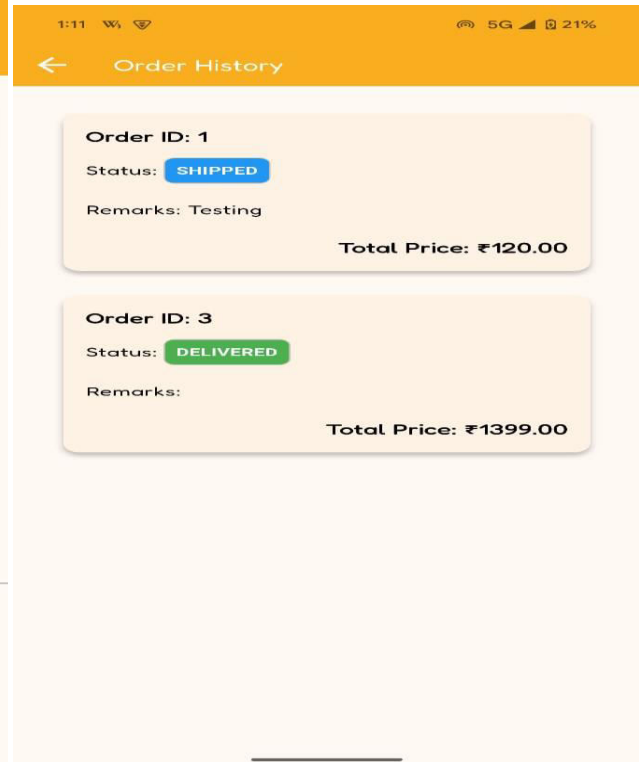 1:11 5G 21%
Order History
Order ID: 1
Status: SHIPPED
Remarks: Testing
Total Price: ₹120.00
Order ID: 3
Status: DELIVERED
Remarks:
Total Price: ₹1399.00